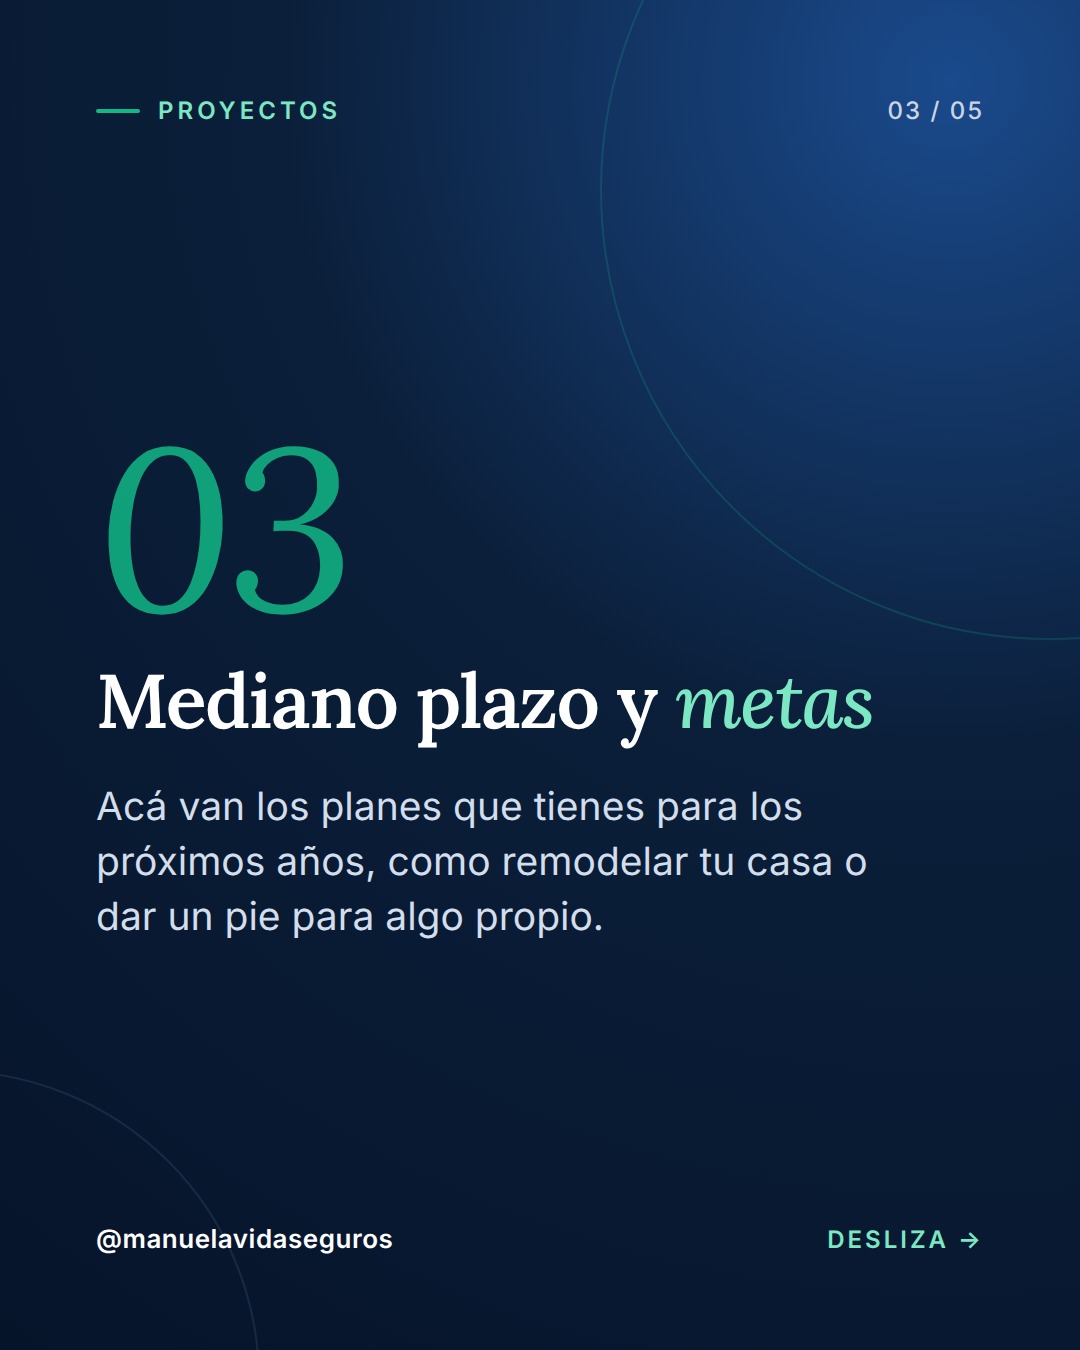 PROYECTOS
03 / 05
03
Mediano plazo y metas
Acá van los planes que tienes para los
próximos años, como remodelar tu casa o
dar un pie para algo propio.
@manuelavidaseguros
DESLIZA →